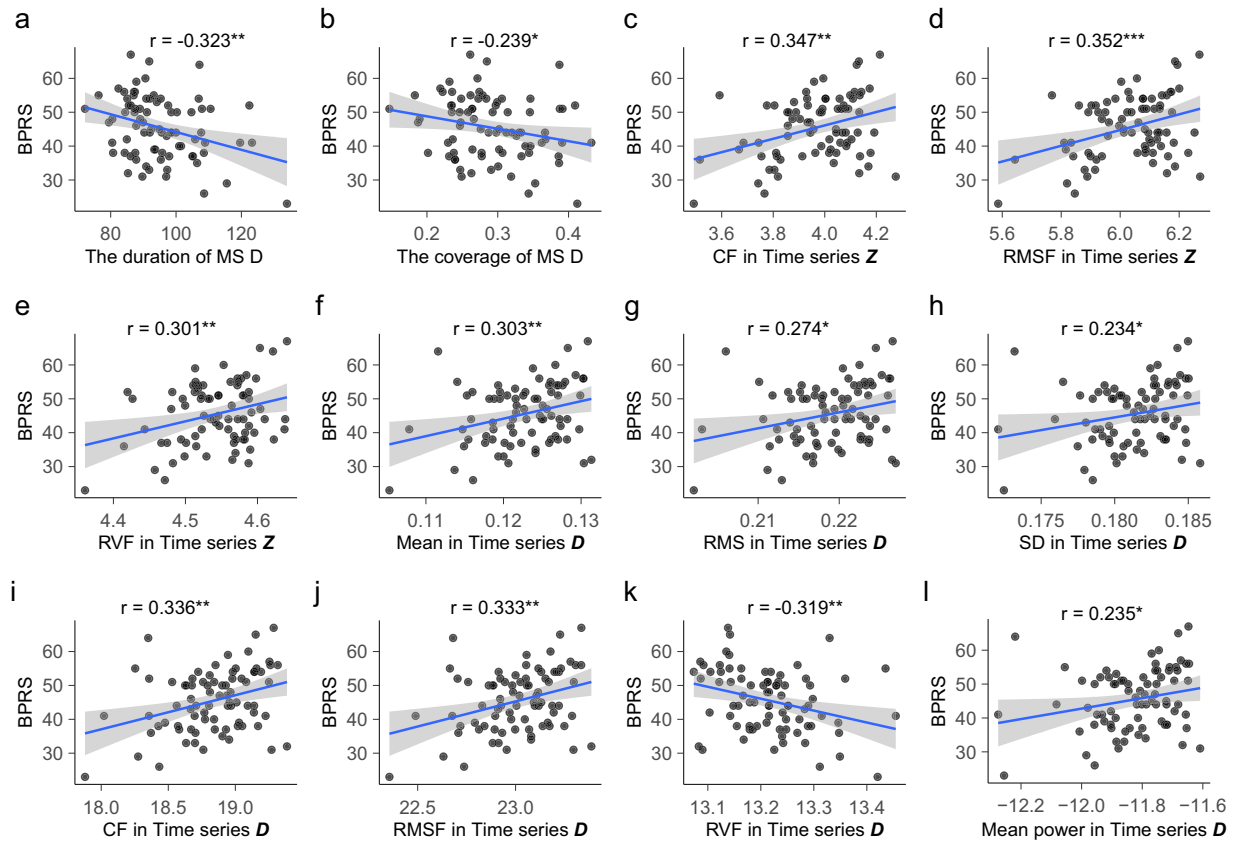 a
r = -0.323**
BPRS
60
50
40
30
80 100 120
The duration of MS D
b
r = -0.239*
BPRS
60
50
40
30
0.2 0.3 0.4
The coverage of MS D
c
r = 0.347**
BPRS
60
50
40
30
3.6 3.8 4.0 4.2
CF in Time series Z
d
r = 0.352***
BPRS
60
50
40
30
5.6 5.8 6.0 6.2
RMSF in Time series Z
e
r = 0.301**
BPRS
60
50
40
30
4.4 4.5 4.6
RVF in Time series Z
f
r = 0.303**
BPRS
60
50
40
30
0.11 0.12 0.13
Mean in Time series D
g
r = 0.274*
BPRS
60
50
40
30
0.21 0.22
RMS in Time series D
h
r = 0.234*
BPRS
60
50
40
30
0.175 0.180 0.185
SD in Time series D
i
r = 0.336**
BPRS
60
50
40
30
18.0 18.5 19.0
CF in Time series D
j
r = 0.333**
BPRS
60
50
40
30
22.5 23.0
RMSF in Time series D
k
r = -0.319**
BPRS
60
50
40
30
13.1 13.2 13.3 13.4
RVF in Time series D
l
r = 0.235*
BPRS
60
50
40
30
−12.2 −12.0 −11.8 −11.6
Mean power in Time series D